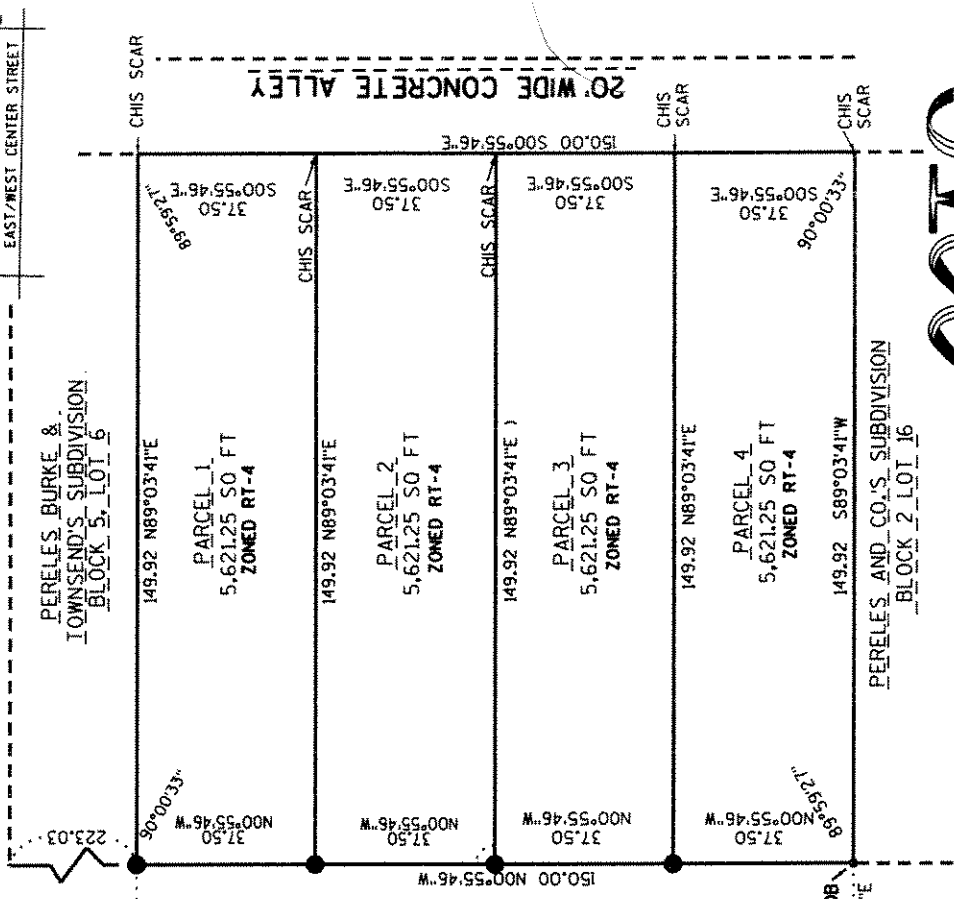 EAST/WEST CENTER STREET
CHIS SCAR
20' WIDE CONCRETE ALLEY
CHIS
SCAR
CHIS
SCAR
150.00 S00°55'46"E
S00°55'46"E
37.50
S00°55'46"E
37.50
S00°55'46"E
37.50
S00°55'46"E
37.50
89°59'27"
CHIS SCAR
CHIS SCAR
90°00'33"
PERELES BURKE &
TOWNSEND'S SUBDIVISION
BLOCK 5, LOT 6
149.92 N89°03'41"E
PARCEL 1
5,621.25 SQ FT
ZONED RT-4
149.92 N89°03'41"E
PARCEL 2
5,621.25 SQ FT
ZONED RT-4
149.92 N89°03'41"E )
PARCEL 3
5,621.25 SQ FT
ZONED RT-4
149.92 N89°03'41"E
PARCEL 4
5,621.25 SQ FT
ZONED RT-4
149.92 S89°03'41"W
PERELES AND CO.'S SUBDIVISION
BLOCK 2 LOT 16
223.03
90°00'33"
N00°55'46"W
37.50
N00°55'46"W
37.50
N00°55'46"W
37.50
N00°55'46"W
37.50
89°59'27"
150.00 N00°55'46"W